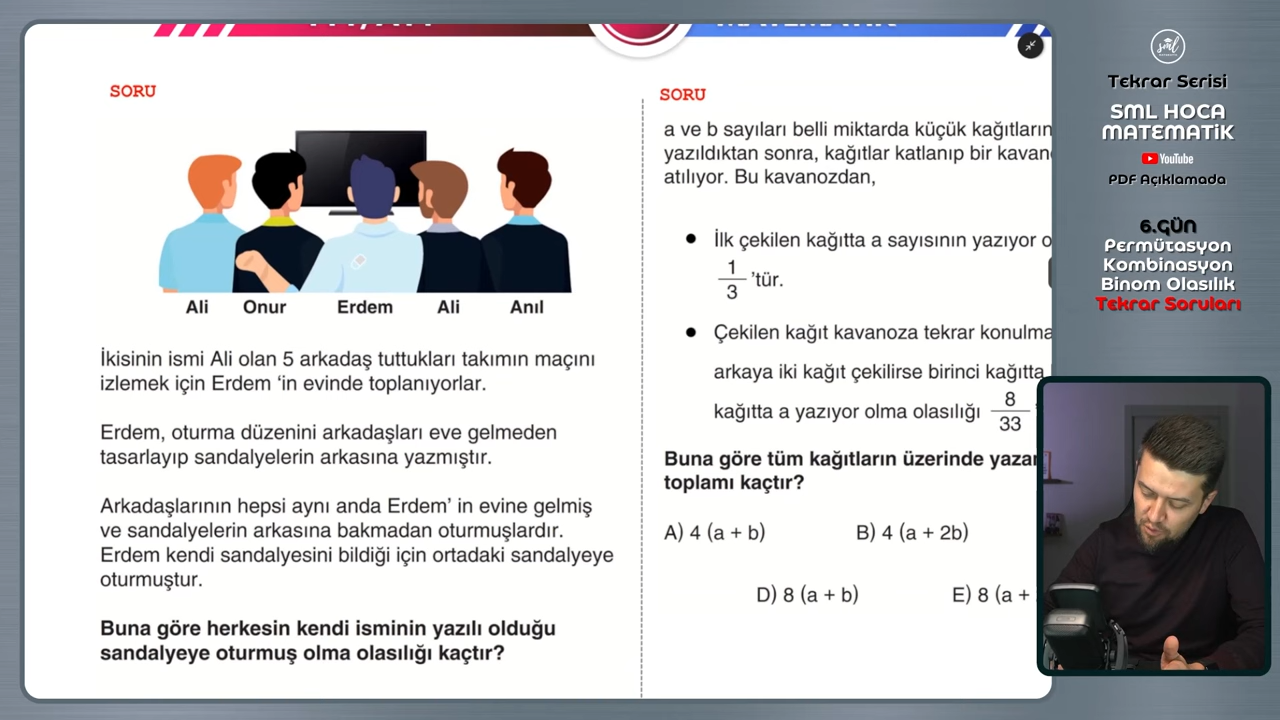 MATEMATİK
SORU
Ali Onur Erdem Ali Anıl
İkisinin ismi Ali olan 5 arkadaş tuttukları takımın maçını
izlemek için Erdem ‘in evinde toplanıyorlar.
Erdem, oturma düzenini arkadaşları eve gelmeden
tasarlayıp sandalyelerin arkasına yazmıştır.
Arkadaşlarının hepsi aynı anda Erdem’ in evine gelmiş
ve sandalyelerin arkasına bakmadan oturmuşlardır.
Erdem kendi sandalyesini bildiği için ortadaki sandalyeye
oturmuştur.
Buna göre herkesin kendi isminin yazılı olduğu
sandalyeye oturmuş olma olasılığı kaçtır?
SORU
a ve b sayıları belli miktarda küçük kağıtların
yazıldıktan sonra, kağıtlar katlanıp bir kavan
atılıyor. Bu kavanozdan,
● İlk çekilen kağıtta a sayısının yazıyor o
1
3
’tür.
● Çekilen kağıt kavanoza tekrar konulma
arkaya iki kağıt çekilirse birinci kağıtta
kağıtta a yazıyor olma olasılığı 8
33
Buna göre tüm kağıtların üzerinde yazan
toplamı kaçtır?
A) 4 (a + b) B) 4 (a + 2b)
D) 8 (a + b) E) 8 (a +
sml
Tekrar Serisi
SML HOCA
MATEMATİK
YouTube
PDF Açıklamada
6.GÜN
Permütasyon
Kombinasyon
Binom Olasılık
Tekrar Soruları